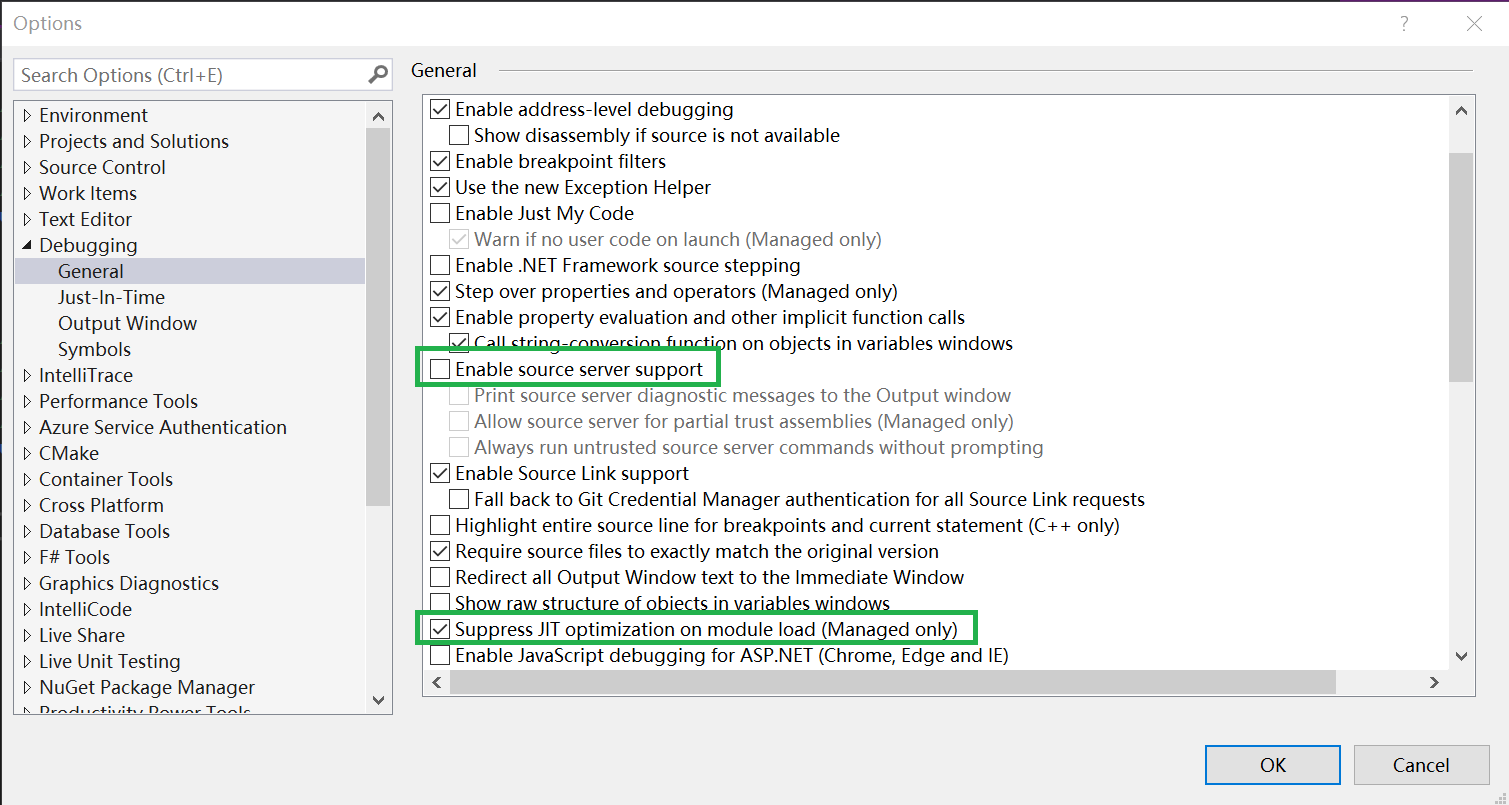 Options
?
Search Options (Ctrl+E)
Environment
Projects and Solutions
Source Control
Work Items
Text Editor
Debugging
General
Just-In-Time
Output Window
Symbols
IntelliTrace
Performance Tools
Azure Service Authentication
CMake
Container Tools
Cross Platform
Database Tools
F# Tools
Graphics Diagnostics
IntelliCode
Live Share
Live Unit Testing
NuGet Package Manager
Productivity Power Tools
General
Enable address-level debugging
Show disassembly if source is not available
Enable breakpoint filters
Use the new Exception Helper
Enable Just My Code
Warn if no user code on launch (Managed only)
Enable .NET Framework source stepping
Step over properties and operators (Managed only)
Enable property evaluation and other implicit function calls
Call string-conversion function on objects in variables windows
Enable source server support
Print source server diagnostic messages to the Output window
Allow source server for partial trust assemblies (Managed only)
Always run untrusted source server commands without prompting
Enable Source Link support
Fall back to Git Credential Manager authentication for all Source Link requests
Highlight entire source line for breakpoints and current statement (C++ only)
Require source files to exactly match the original version
Redirect all Output Window text to the Immediate Window
Show raw structure of objects in variables windows
Suppress JIT optimization on module load (Managed only)
Enable JavaScript debugging for ASP.NET (Chrome, Edge and IE)
OK
Cancel